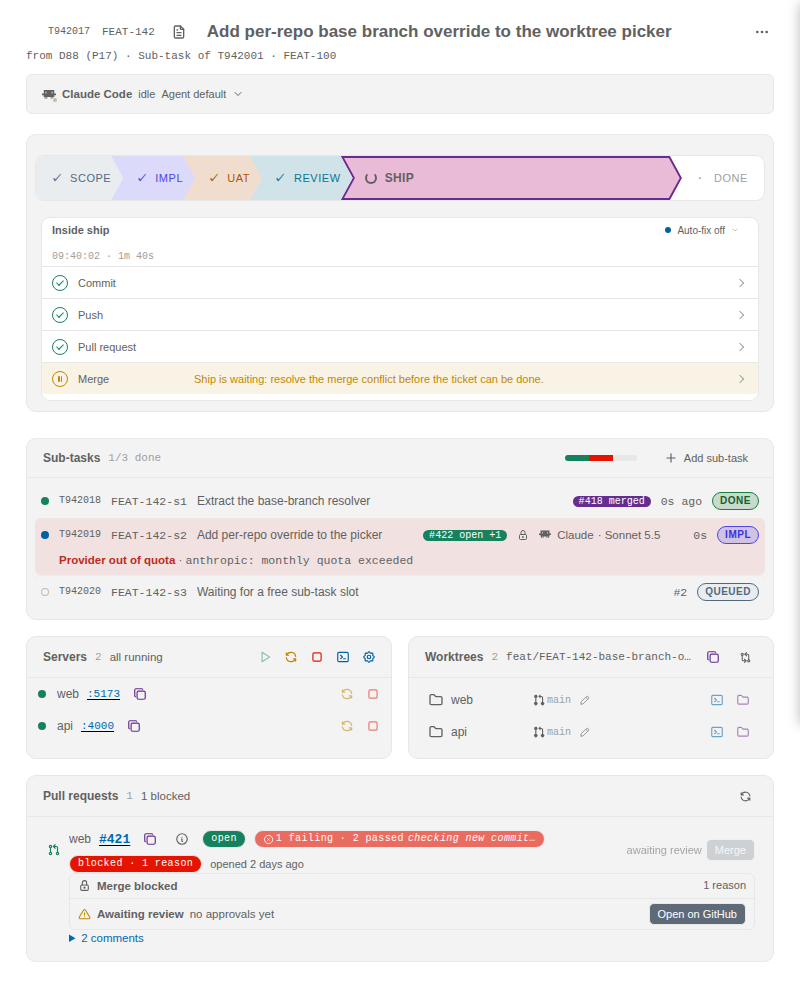 T942017 FEAT-142 Add per-repo base branch override to the worktree picker
from D88 (P17) · Sub-task of T942001 · FEAT-100
Claude Code idle Agent default
SCOPE IMPL UAT REVIEW SHIP DONE
Inside ship Auto-fix off
09:40:02 · 1m 40s
Commit
Push
Pull request
Merge Ship is waiting: resolve the merge conflict before the ticket can be done.
Sub-tasks 1/3 done Add sub-task
T942018 FEAT-142-s1 Extract the base-branch resolver #418 merged 0s ago DONE
T942019 FEAT-142-s2 Add per-repo override to the picker #422 open +1 Claude · Sonnet 5.5 0s IMPL
Provider out of quota · anthropic: monthly quota exceeded
T942020 FEAT-142-s3 Waiting for a free sub-task slot #2 QUEUED
Servers 2 all running
web :5173
api :4000
Worktrees 2 feat/FEAT-142-base-branch-o…
web main
api main
Pull requests 1 1 blocked
web #421 open 1 failing · 2 passed checking new commit…
blocked · 1 reason opened 2 days ago
awaiting review Merge
Merge blocked 1 reason
Awaiting review no approvals yet Open on GitHub
2 comments